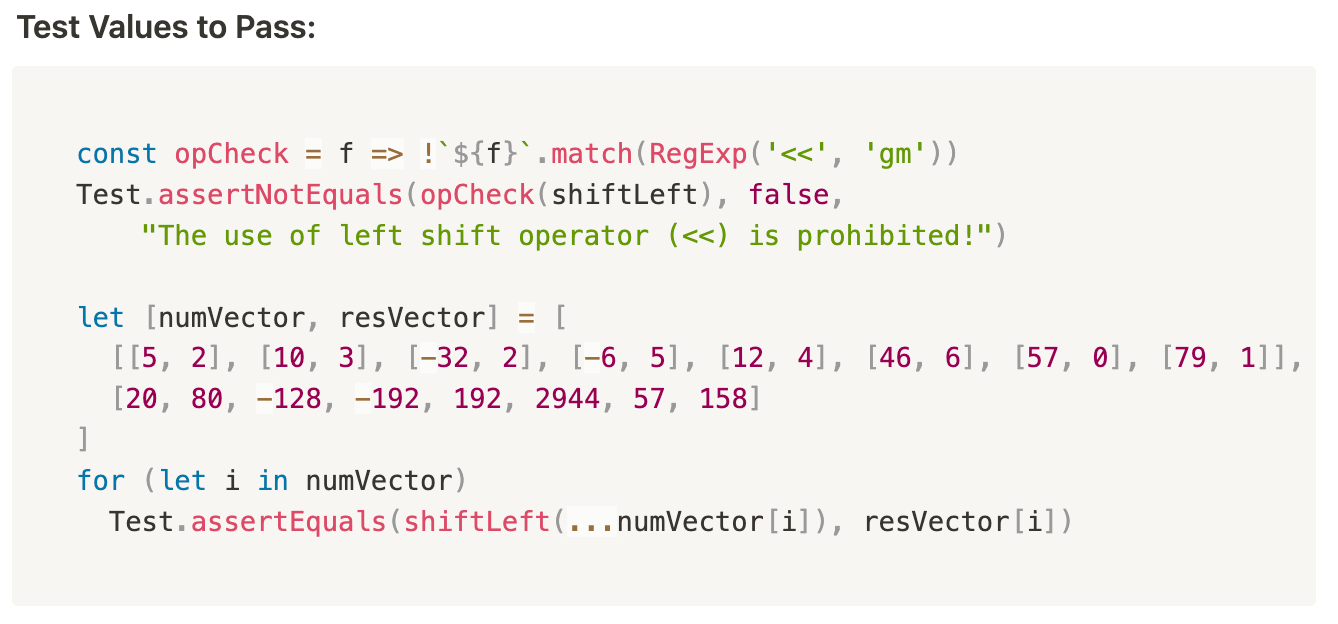 Test Values to Pass:
const opCheck = f => !`${f}`.match(RegExp('<<', 'gm'))
Test.assertNotEquals(opCheck(shiftLeft), false,
    "The use of left shift operator (<<) is prohibited!")
let [numVector, resVector] = [
  [[5, 2], [10, 3], [−32, 2], [−6, 5], [12, 4], [46, 6], [57, 0], [79, 1]],
  [20, 80, −128, −192, 192, 2944, 57, 158]
]
for (let i in numVector)
  Test.assertEquals(shiftLeft(...numVector[i]), resVector[i])